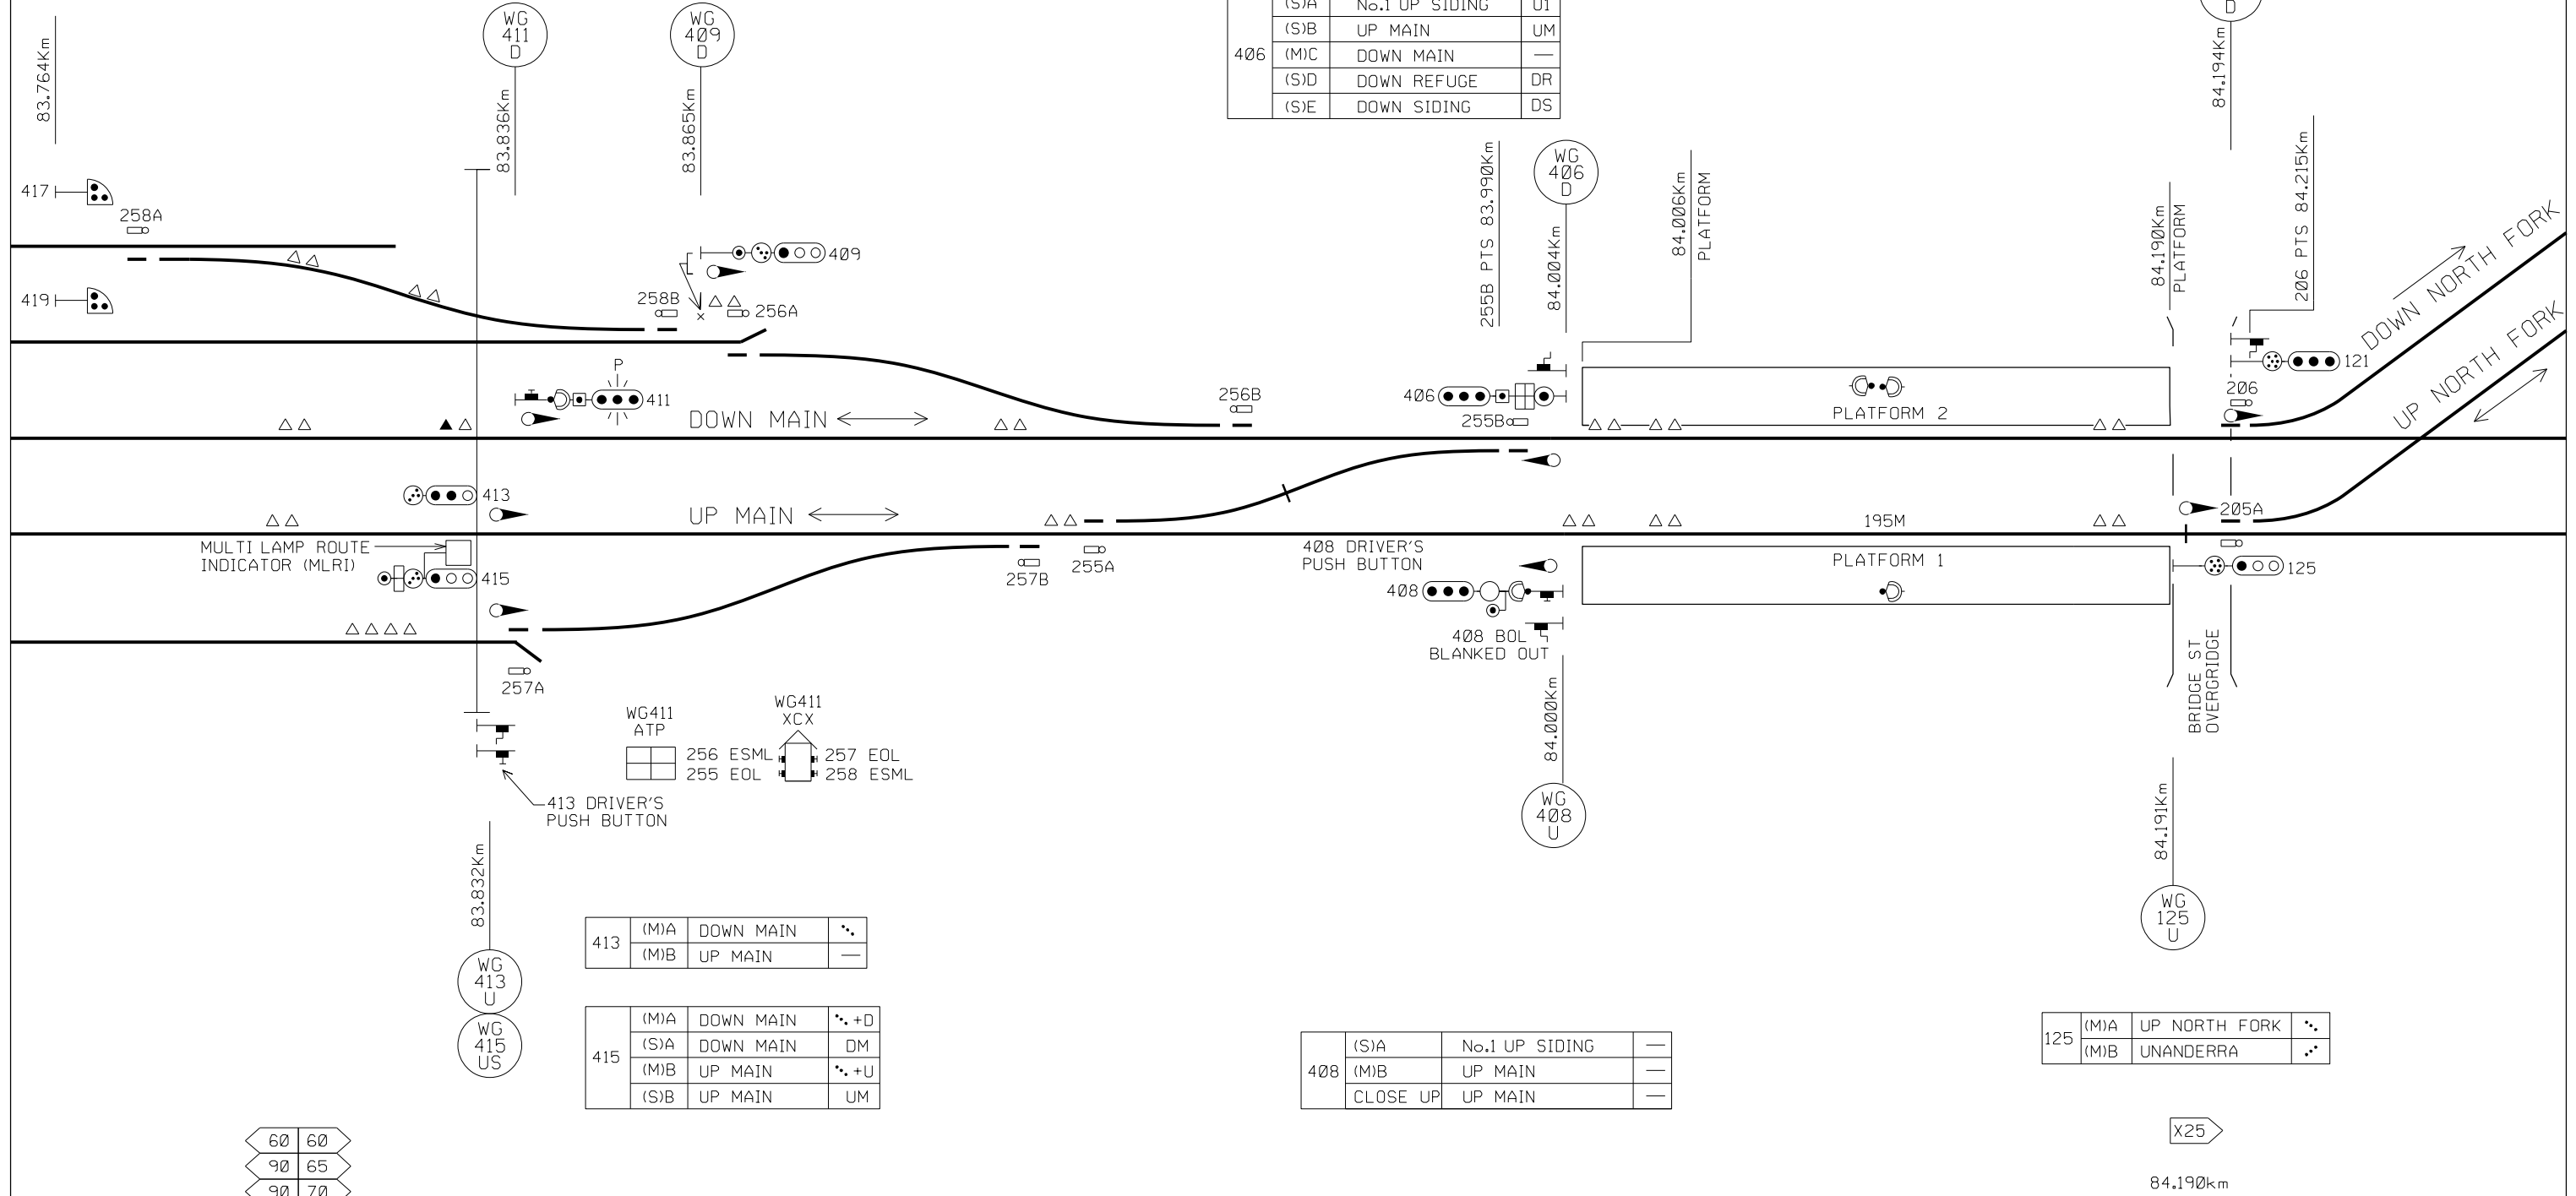 83.764Km
WG
411
D
83.836Km
WG
409
D
83.865Km
406
(S)A No.1 UP SIDING U1
(S)B UP MAIN UM
(M)C DOWN MAIN —
(S)D DOWN REFUGE DR
(S)E DOWN SIDING DS
D
84.194Km
417
258A
419
409
258B
256A
P
411
DOWN MAIN
256B
255B PTS 83.990Km
WG
406
D
84.004Km
84.006Km
PLATFORM
406
255B
PLATFORM 2
84.190Km
PLATFORM
206 PTS 84.215Km
121
206
DOWN NORTH FORK
UP NORTH FORK
413
UP MAIN
195M
205A
MULTI LAMP ROUTE
INDICATOR (MLRI)
415
257B
255A
408 DRIVER'S
PUSH BUTTON
PLATFORM 1
125
408
408 BOL
BLANKED OUT
257A
BRIDGE ST
OVERGRIDGE
WG411
ATP
256 ESML
255 EOL
WG411
XCX
257 EOL
258 ESML
413 DRIVER'S
PUSH BUTTON
84.000Km
WG
408
U
83.832Km
WG
413
U
WG
415
US
84.191Km
WG
125
U
413
(M)A DOWN MAIN
(M)B UP MAIN —
415
(M)A DOWN MAIN +D
(S)A DOWN MAIN DM
(M)B UP MAIN +U
(S)B UP MAIN UM
408
(S)A No.1 UP SIDING —
(M)B UP MAIN —
CLOSE UP UP MAIN —
125
(M)A UP NORTH FORK
(M)B UNANDERRA
60 60
90 65
90 70
X25
84.190km